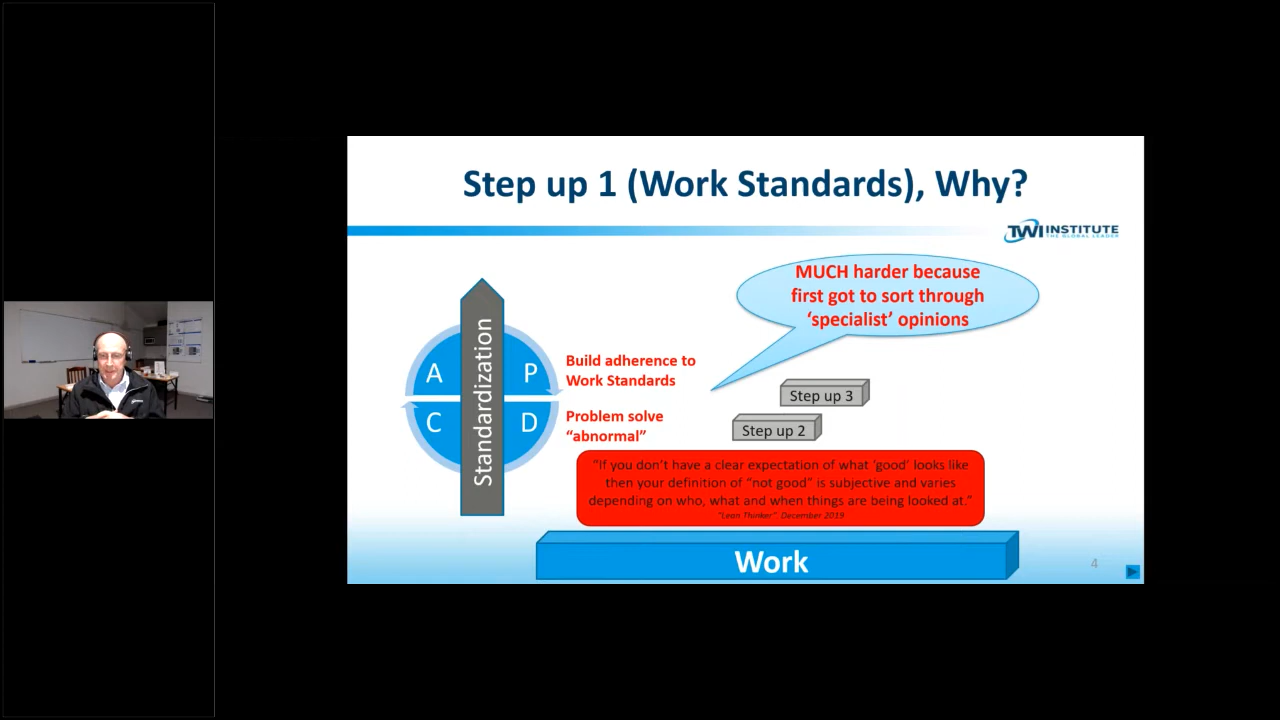 Step up 1 (Work Standards), Why?
TWI INSTITUTE
THE GLOBAL LEADER
MUCH harder because
first got to sort through
‘specialist’ opinions
Standardization
A
P
C
D
Build adherence to
Work Standards
Problem solve
“abnormal”
Step up 3
Step up 2
“If you don’t have a clear expectation of what ‘good’ looks like
then your definition of “not good” is subjective and varies
depending on who, what and when things are being looked at.”
“Lean Thinker”. December 2019
Work
4